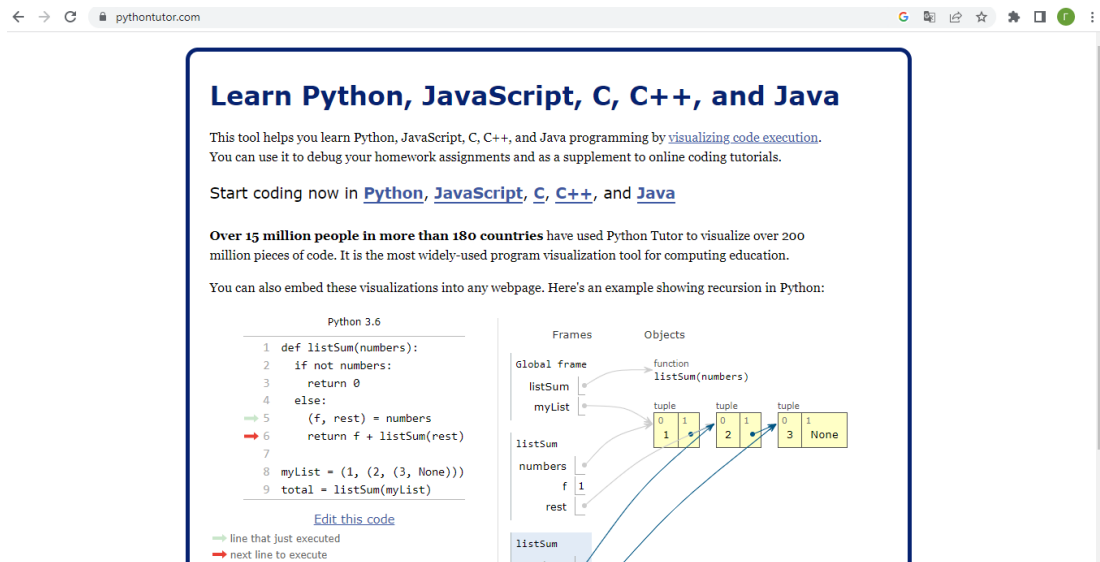 pythontutor.com
Г
Learn Python, JavaScript, C, C++, and Java
This tool helps you learn Python, JavaScript, C, C++, and Java programming by visualizing code execution.
You can use it to debug your homework assignments and as a supplement to online coding tutorials.
Start coding now in Python, JavaScript, C, C++, and Java
Over 15 million people in more than 180 countries have used Python Tutor to visualize over 200
million pieces of code. It is the most widely-used program visualization tool for computing education.
You can also embed these visualizations into any webpage. Here's an example showing recursion in Python:
Python 3.6
1 def listSum(numbers):
2   if not numbers:
3     return 0
4   else:
5     (f, rest) = numbers
6     return f + listSum(rest)
7
8 myList = (1, (2, (3, None)))
9 total = listSum(myList)
Edit this code
line that just executed
next line to execute
Frames Objects
Global frame
listSum
myList
function
listSum(numbers)
tuple tuple tuple
0 1 0 1 0 1
1 2 3 None
listSum
numbers
f 1
rest
listSum